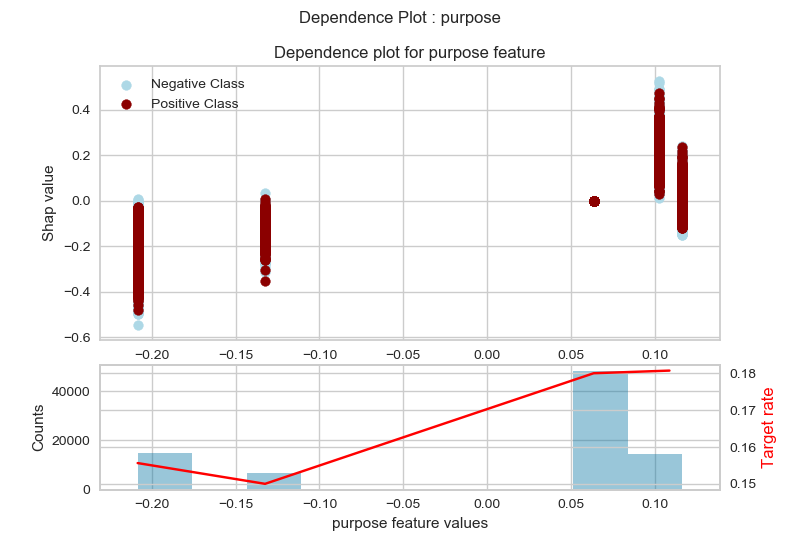 Dependence Plot : purpose
Dependence plot for purpose feature
Negative Class
Positive Class
0.4
0.2
0.0
−0.2
−0.4
−0.6
Shap value
−0.20 −0.15 −0.10 −0.05 0.00 0.05 0.10
40000
20000
0
Counts
0.18
0.17
0.16
0.15
Target rate
−0.20 −0.15 −0.10 −0.05 0.00 0.05 0.10
purpose feature values